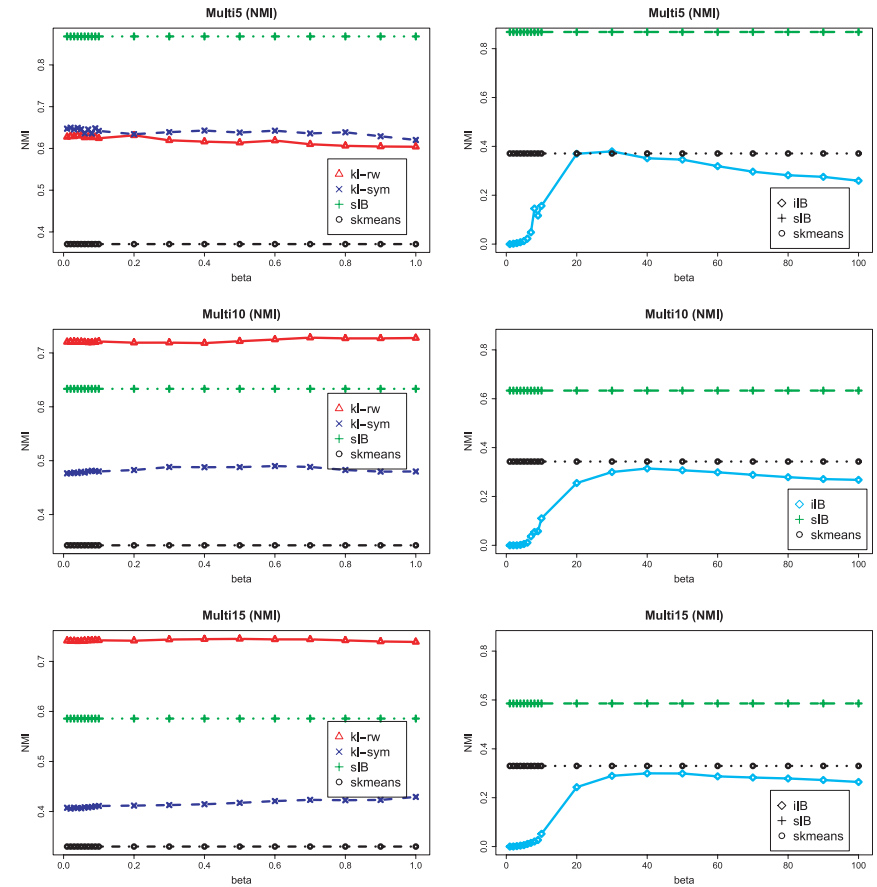 Multi5 (NMI)
NMI
0.4
0.5
0.6
0.7
0.8
0.0
0.2
0.4
0.6
0.8
1.0
beta
kl−rw
kl−sym
sIB
skmeans
Multi5 (NMI)
NMI
0.0
0.2
0.4
0.6
0.8
0
20
40
60
80
100
beta
iIB
sIB
skmeans
Multi10 (NMI)
NMI
0.4
0.5
0.6
0.7
0.0
0.2
0.4
0.6
0.8
1.0
beta
kl−rw
kl−sym
sIB
skmeans
Multi10 (NMI)
NMI
0.0
0.2
0.4
0.6
0.8
0
20
40
60
80
100
beta
iIB
sIB
skmeans
Multi15 (NMI)
NMI
0.4
0.5
0.6
0.7
0.0
0.2
0.4
0.6
0.8
1.0
beta
kl−rw
kl−sym
sIB
skmeans
Multi15 (NMI)
NMI
0.0
0.2
0.4
0.6
0.8
0
20
40
60
80
100
beta
iIB
sIB
skmeans